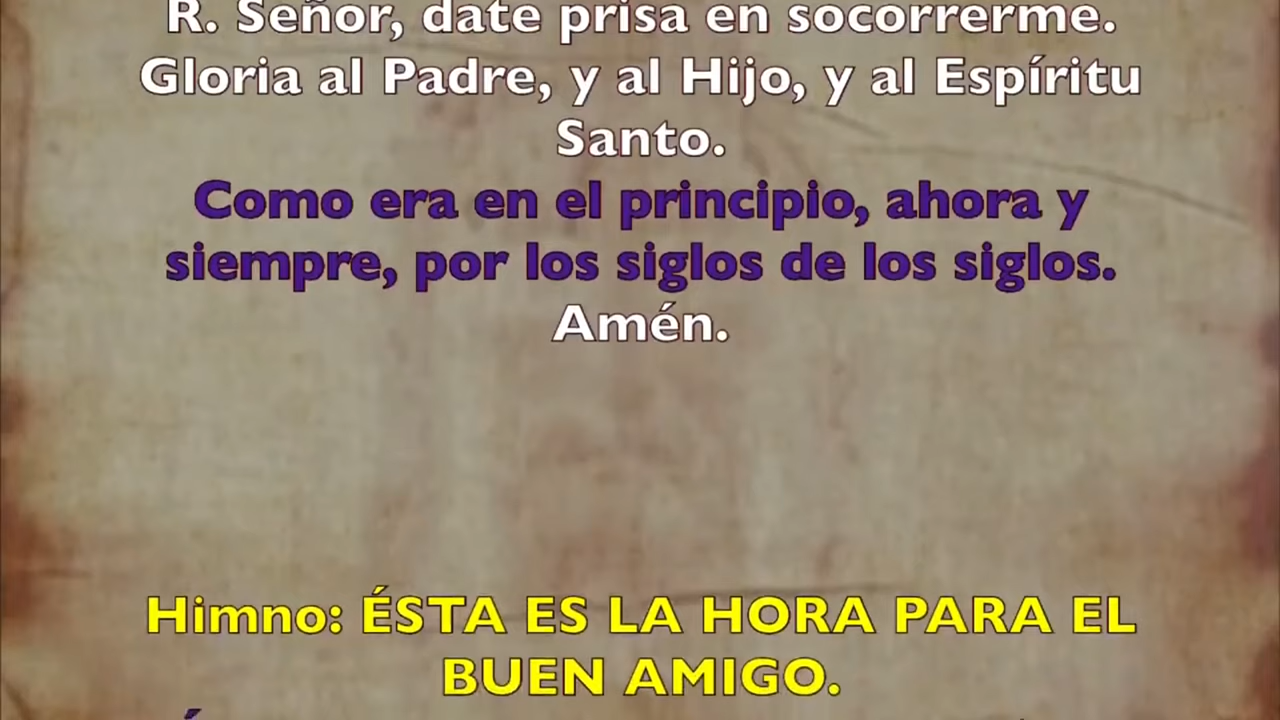 R. Señor, date prisa en socorrerme.
Gloria al Padre, y al Hijo, y al Espíritu
Santo.
Como era en el principio, ahora y
siempre, por los siglos de los siglos.
Amén.
Himno: ÉSTA ES LA HORA PARA EL
BUEN AMIGO.